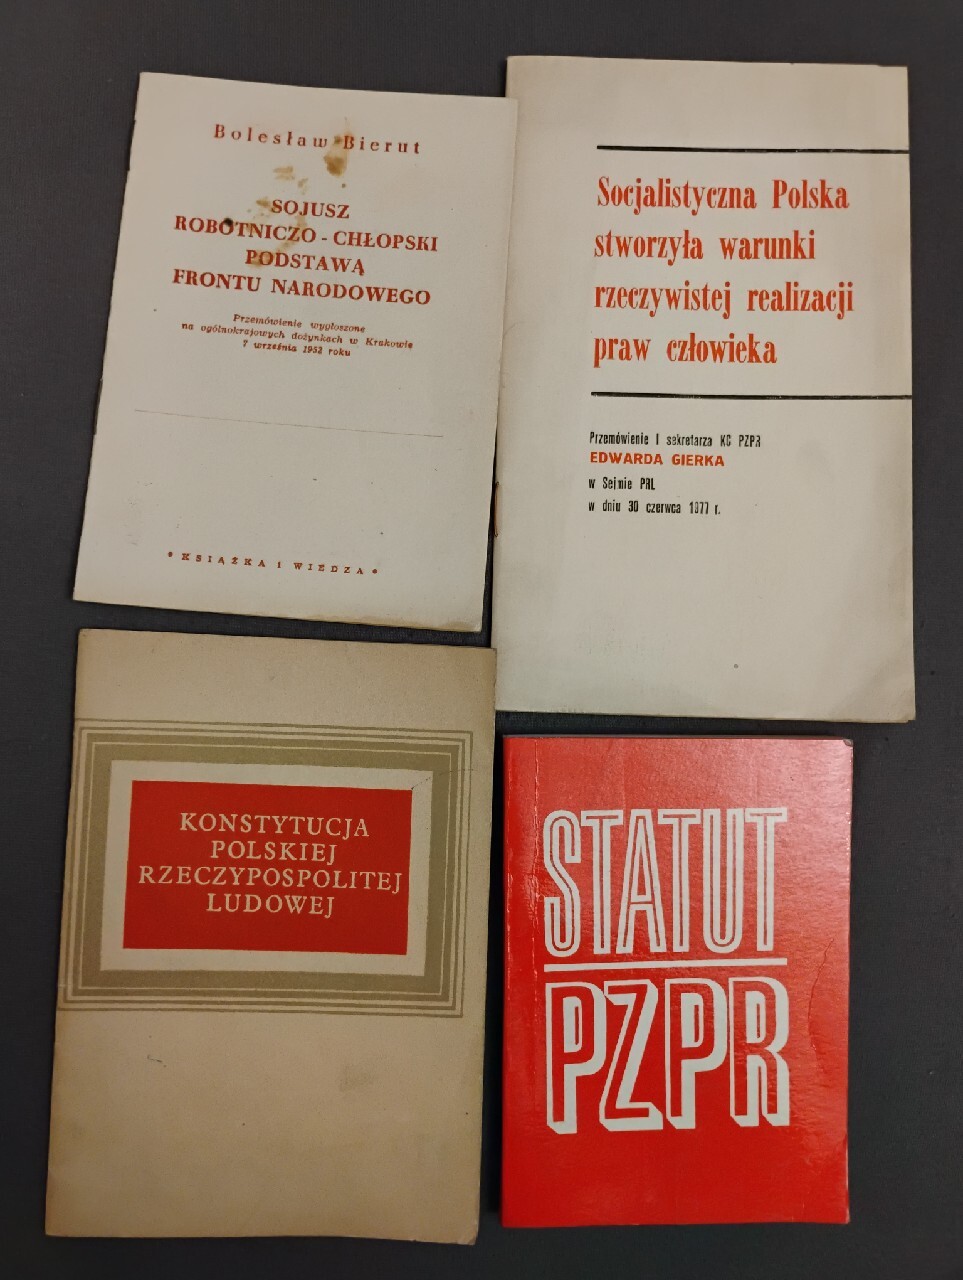 Bolesław Bierut
SOJUSZ
ROBOTNICZO - CHŁOPSKI
PODSTAWĄ
FRONTU NARODOWEGO
Przemówienie wygłoszone
na ogólnokrajowych dożynkach w Krakowie
7 września 1952 roku
• KSIĄŻKA I WIEDZA •
Socjalistyczna Polska
stworzyła warunki
rzeczywistej realizacji
praw człowieka
Przemówienie I sekretarza KC PZPR
EDWARDA GIERKA
w Sejmie PRL
w dniu 30 czerwca 1977 r.
KONSTYTUCJA
POLSKIEJ
RZECZYPOSPOLITEJ
LUDOWEJ
STATUT
PZPR